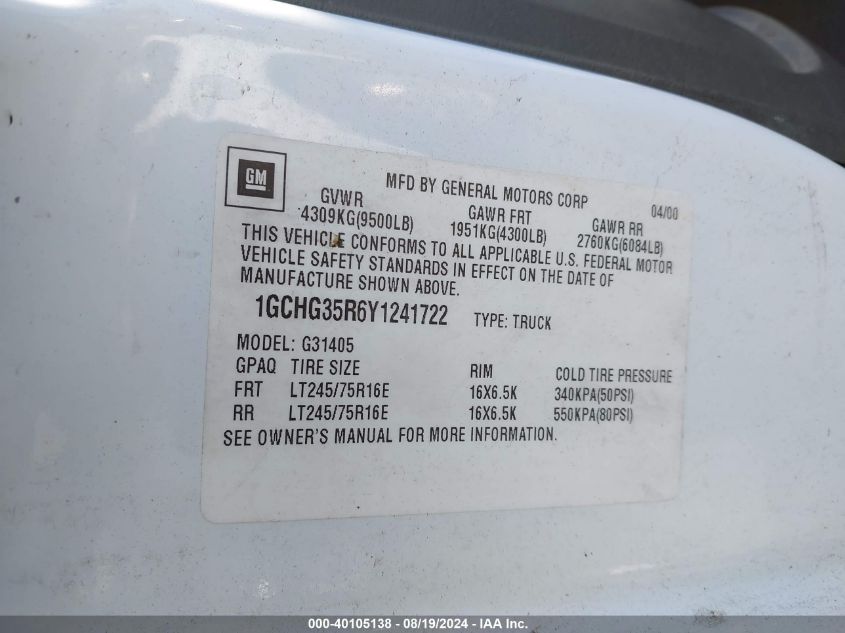 GM
MFD BY GENERAL MOTORS CORP 04/00
GVWR GAWR FRT GAWR RR
4309KG(9500LB) 1951KG(4300LB) 2760KG(6084LB)
THIS VEHICLE CONFORMS TO ALL APPLICABLE U.S. FEDERAL MOTOR
VEHICLE SAFETY STANDARDS IN EFFECT ON THE DATE OF
MANUFACTURE SHOWN ABOVE.
1GCHG35R6Y1241722 TYPE: TRUCK
MODEL: G31405
GPAQ TIRE SIZE RIM COLD TIRE PRESSURE
FRT LT245/75R16E 16X6.5K 340KPA(50PSI)
RR LT245/75R16E 16X6.5K 550KPA(80PSI)
SEE OWNER'S MANUAL FOR MORE INFORMATION.
000-40105138 - 08/19/2024 - IAA Inc.